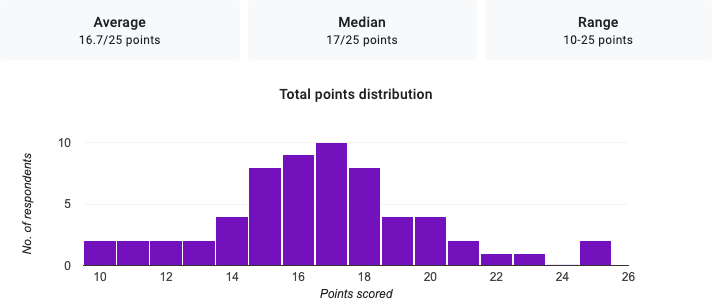 Average
16.7/25 points
Median
17/25 points
Range
10-25 points
Total points distribution
No. of respondents
10
5
0
10 12 14 16 18 20 22 24 26
Points scored